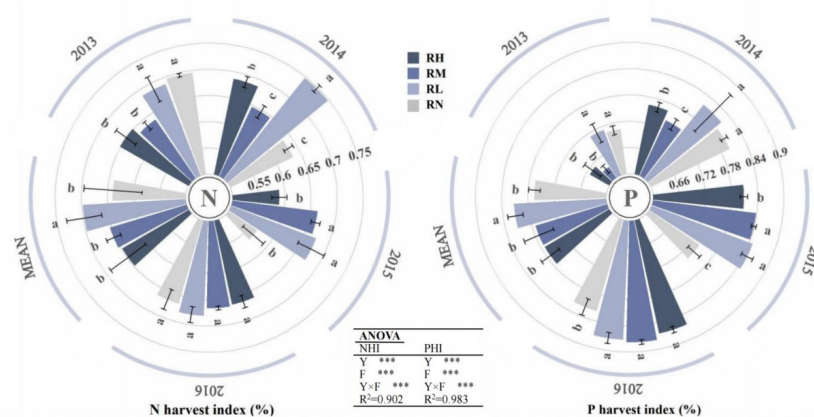 2013
2014
2015
2016
MEAN
N
0.55 0.6 0.65 0.7 0.75
a
a
b
c
a
c
b
a
a
b
a
a
a
a
b
b
a
b
b
b
N harvest index (%)
RH
RM
RL
RN
2013
2014
2015
2016
MEAN
P
0.66 0.72 0.78 0.84 0.9
a
a
b
c
a
a
b
a
a
c
a
a
a
b
b
b
a
b
b
b
P harvest index (%)
ANOVA
NHI PHI
Y *** Y ***
F *** F ***
Y×F *** Y×F ***
R²=0.902 R²=0.983